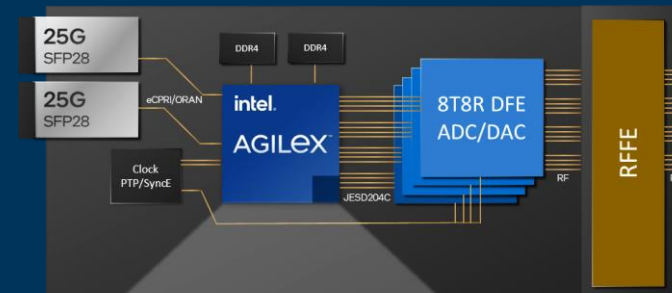 25G
SFP28
25G
SFP28
eCPRI/ORAN
DDR4
DDR4
intel.
AGILEX™
Clock
PTP/SyncE
JESD204C
8T8R DFE
ADC/DAC
RF
RFFE